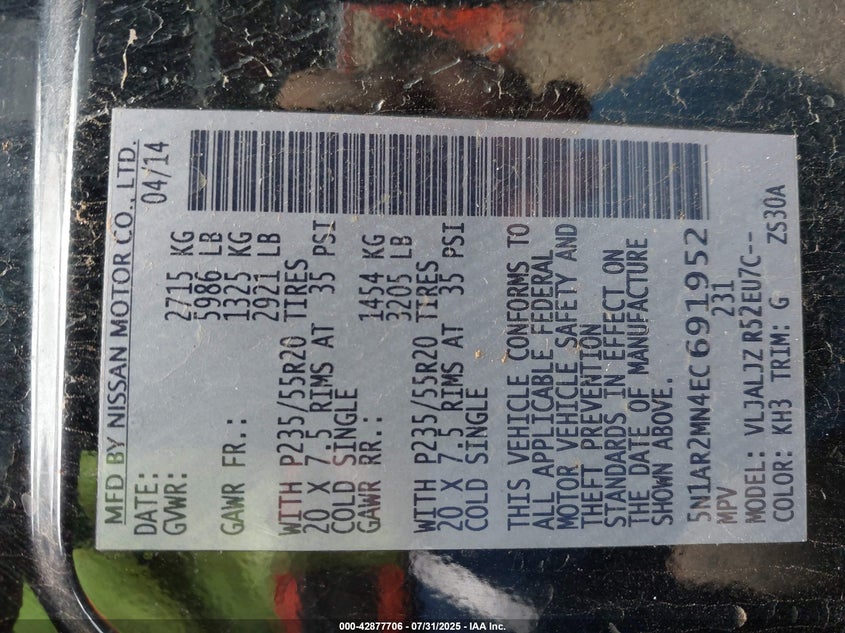 MFD BY NISSAN MOTOR CO., LTD.
DATE: 04/14
GVWR: 2715 KG
5986 LB
GAWR FR.: 1325 KG
2921 LB
WITH P235/55R20 TIRES
20 X 7.5 RIMS AT 35 PSI
COLD SINGLE
GAWR RR.: 1454 KG
3205 LB
WITH P235/55R20 TIRES
20 X 7.5 RIMS AT 35 PSI
COLD SINGLE
THIS VEHICLE CONFORMS TO
ALL APPLICABLE FEDERAL
MOTOR VEHICLE SAFETY AND
THEFT PREVENTION
STANDARDS IN EFFECT ON
THE DATE OF MANUFACTURE
SHOWN ABOVE.
5N1AR2MN4EC691952
MPV 231
MODEL: VLJALJZ R52EU7C--
COLOR: KH3 TRIM: G ZS30A
000-42877706 - 07/31/2025 - IAA Inc.